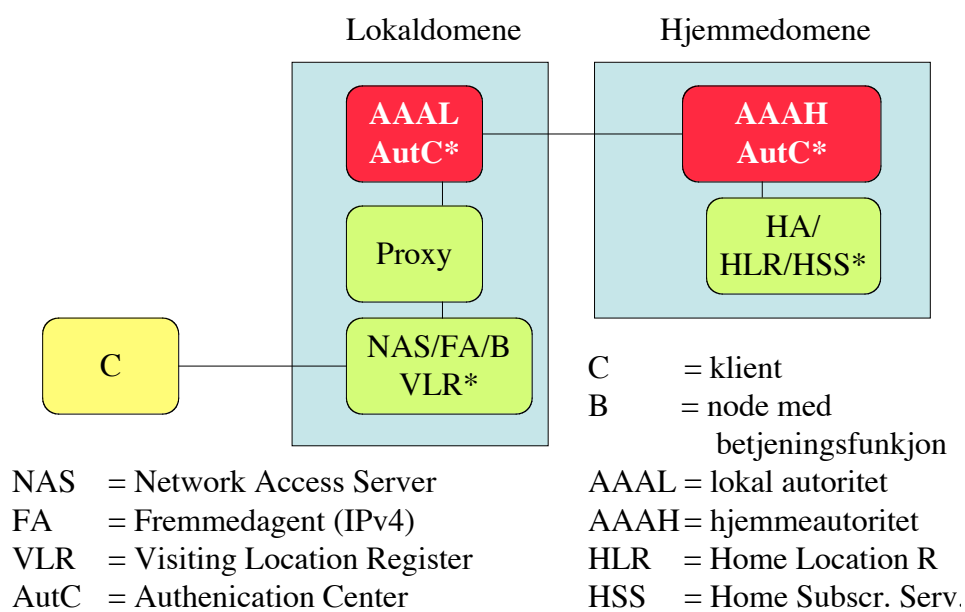 Lokaldomene
Hjemmedomene
AAAL
AutC*
AAAH
AutC*
Proxy
HA/
HLR/HSS*
C
NAS/FA/B
VLR*
C = klient
B = node med
betjeningsfunkjon
NAS = Network Access Server
FA = Fremmedagent (IPv4)
VLR = Visiting Location Register
AutC = Authenication Center
AAAL = lokal autoritet
AAAH = hjemmeautoritet
HLR = Home Location R
HSS = Home Subscr. Serv.